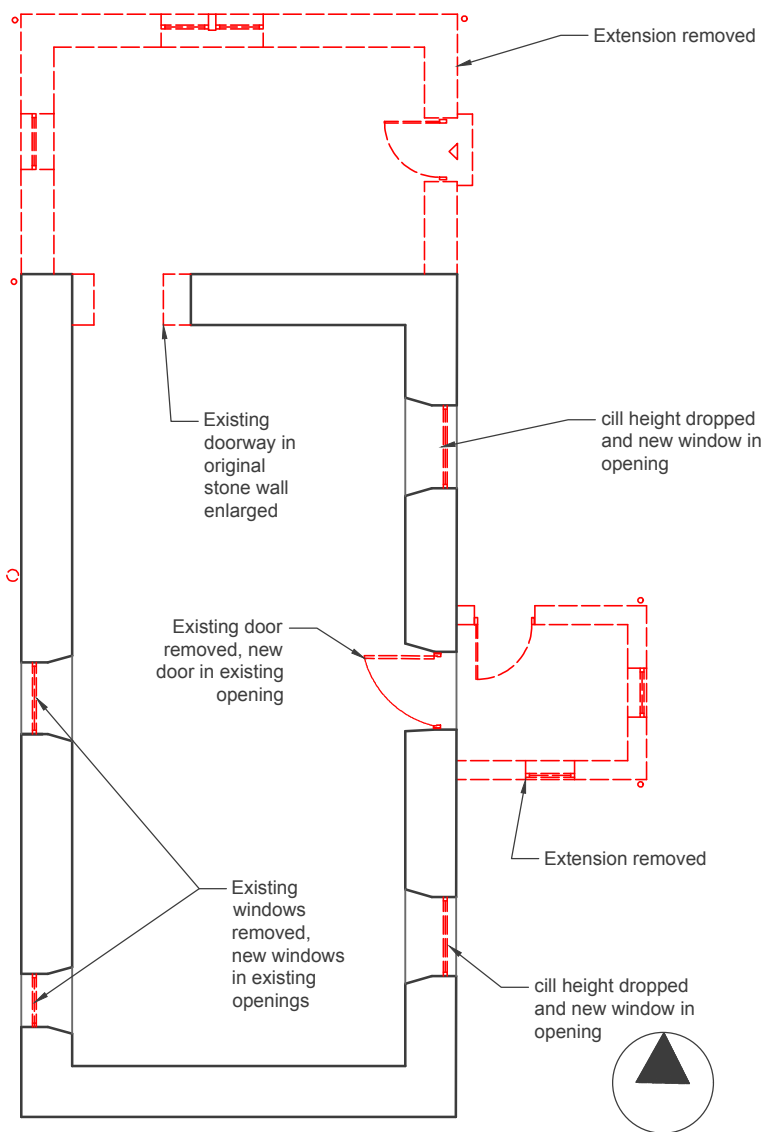 Extension removed
Existing
doorway in
original
stone wall
enlarged
cill height dropped
and new window in
opening
Existing door
removed, new
door in existing
opening
Extension removed
Existing
windows
removed,
new windows
in existing
openings
cill height dropped
and new window in
opening